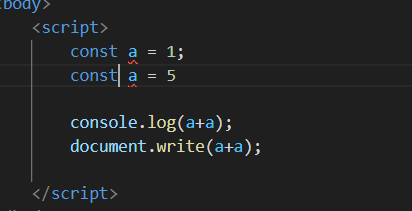 <body>
<script>
const a = 1;
const a = 5
console.log(a+a);
document.write(a+a);
</script>